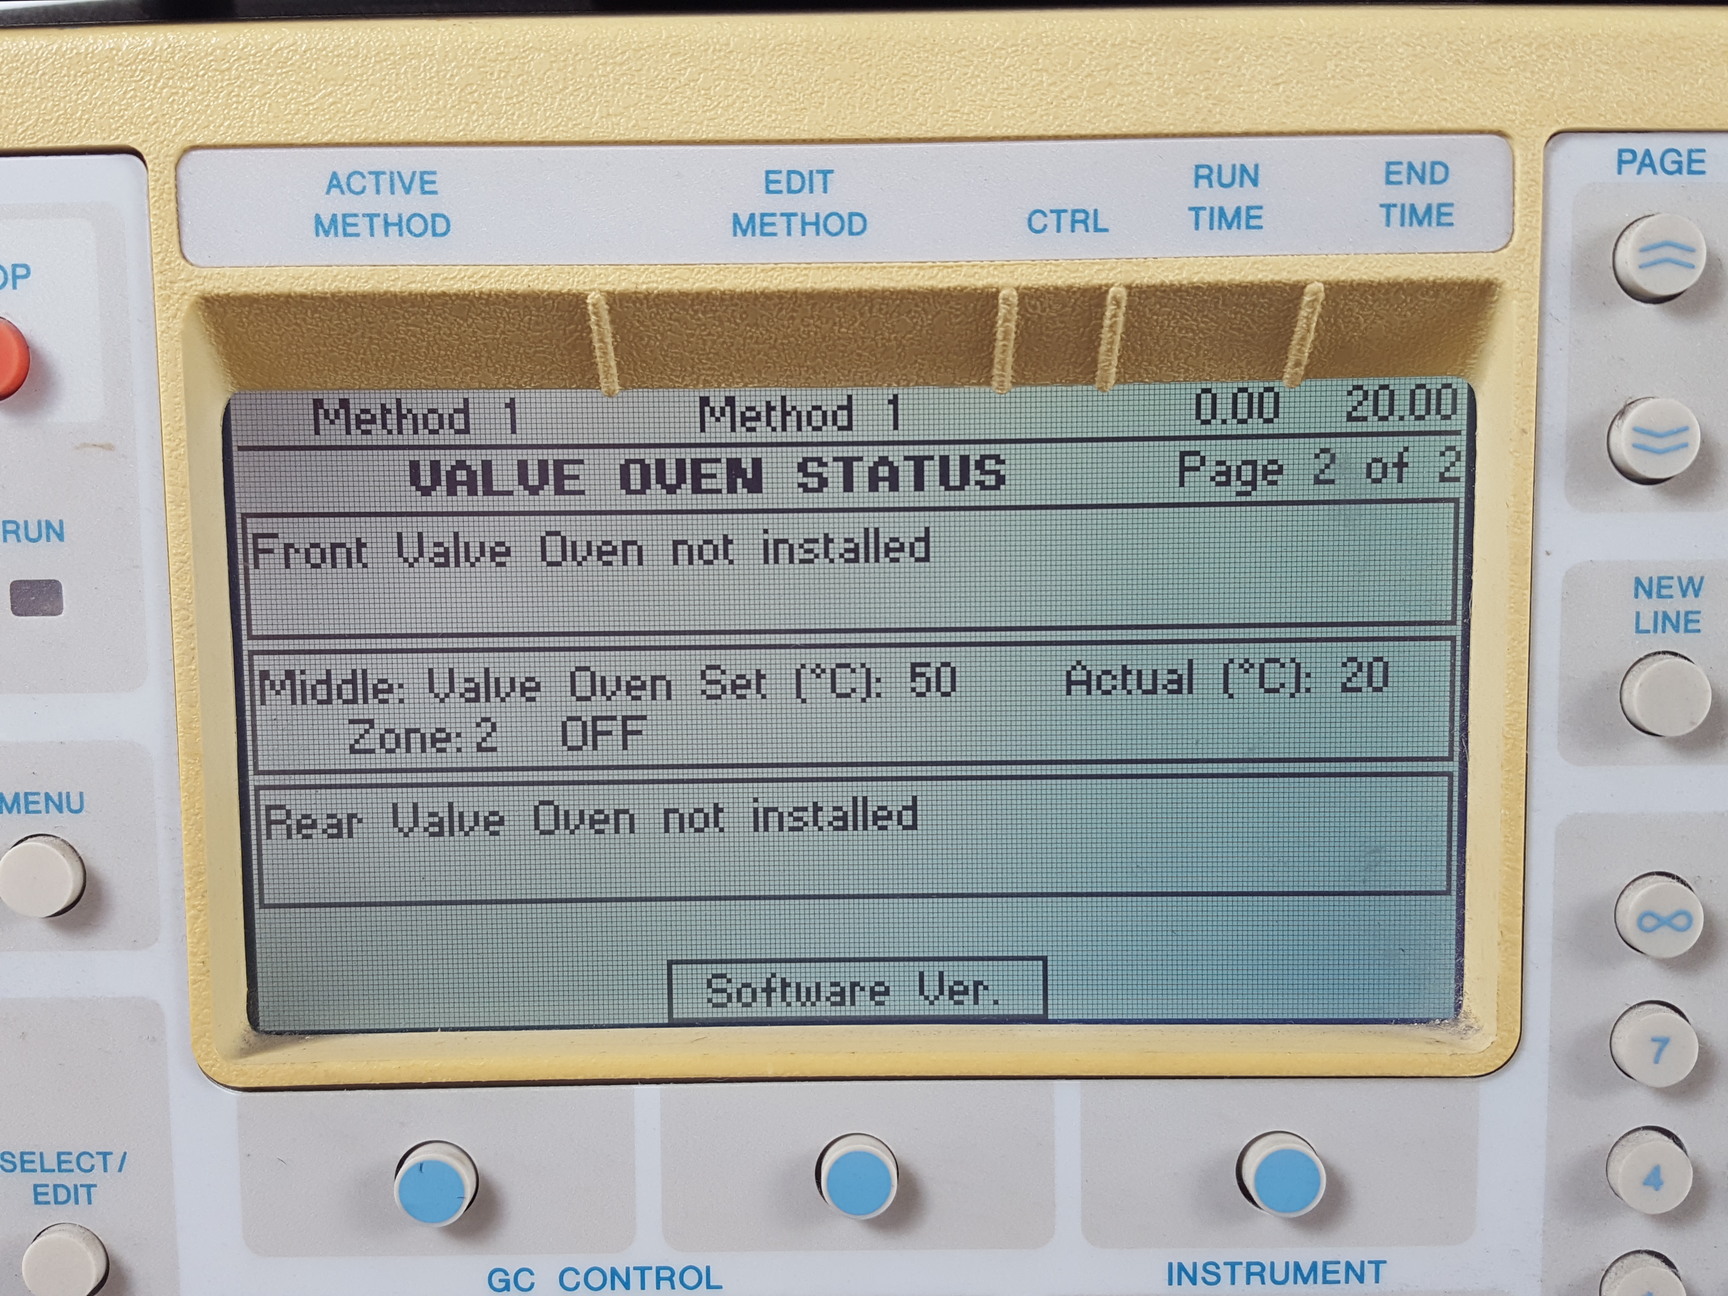 ACTIVE METHOD
EDIT METHOD
CTRL
RUN TIME
END TIME
PAGE
Method 1 Method 1 0.00 20.00
VALVE OVEN STATUS Page 2 of 2
Front Valve Oven not installed
Middle: Valve Oven Set (°C): 50 Actual (°C): 20
Zone: 2 OFF
Rear Valve Oven not installed
Software Ver.
OP
RUN
MENU
SELECT/
EDIT
NEW
LINE
∞
7
4
GC CONTROL
INSTRUMENT